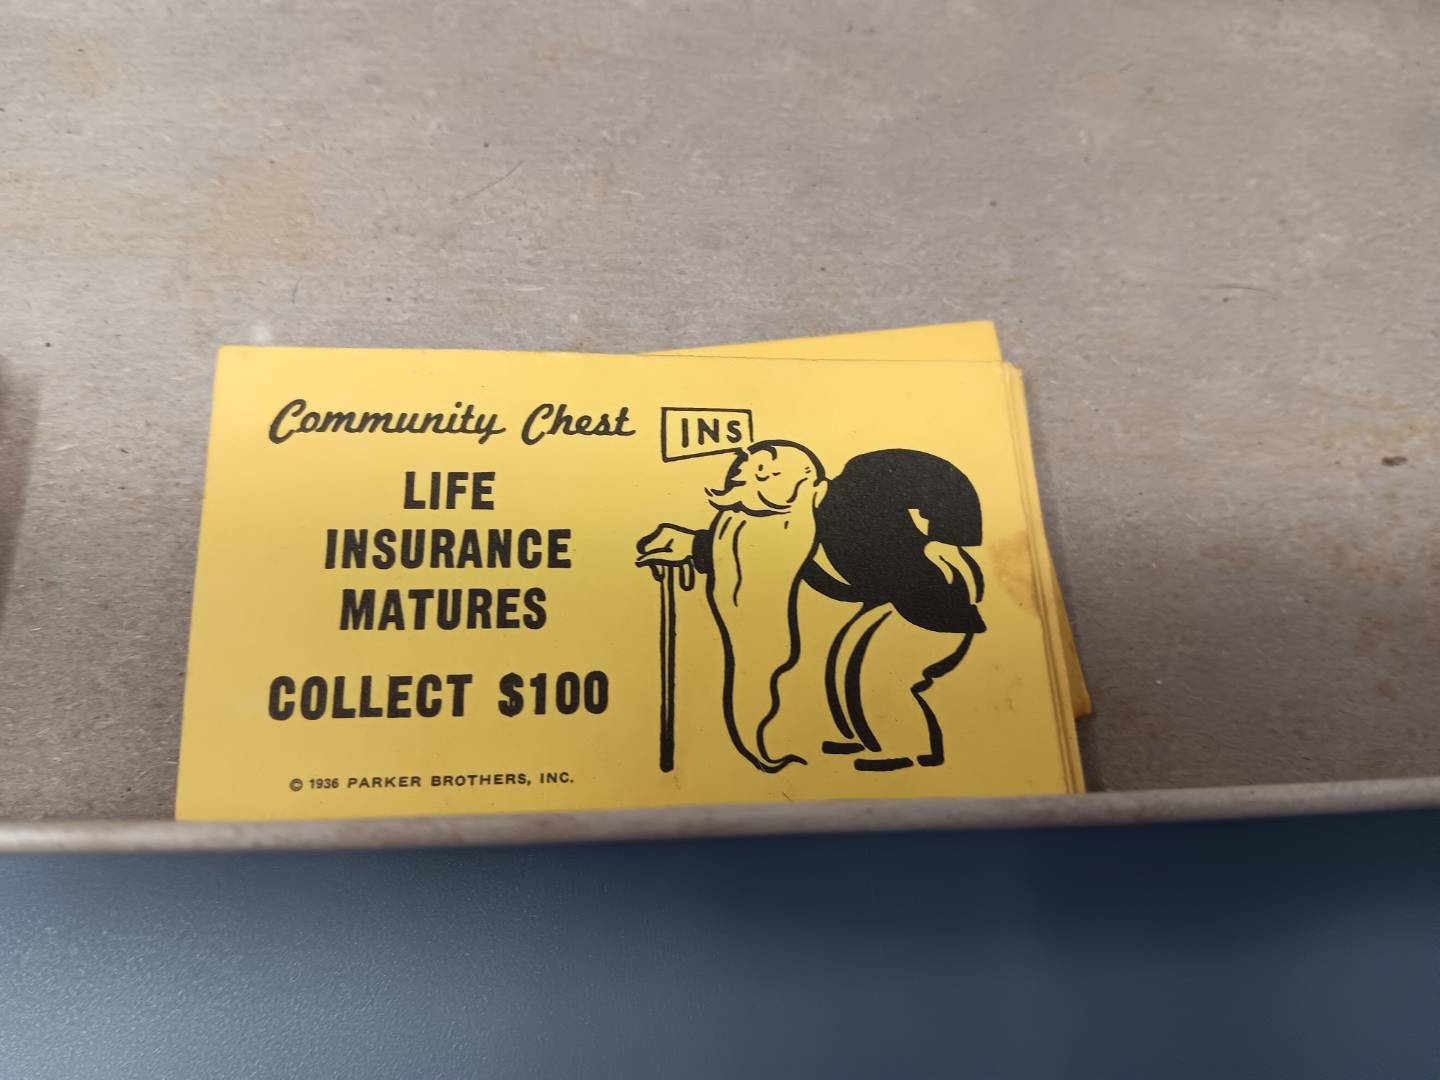 Community Chest
INS
LIFE
INSURANCE
MATURES
COLLECT $100
© 1936 PARKER BROTHERS, INC.